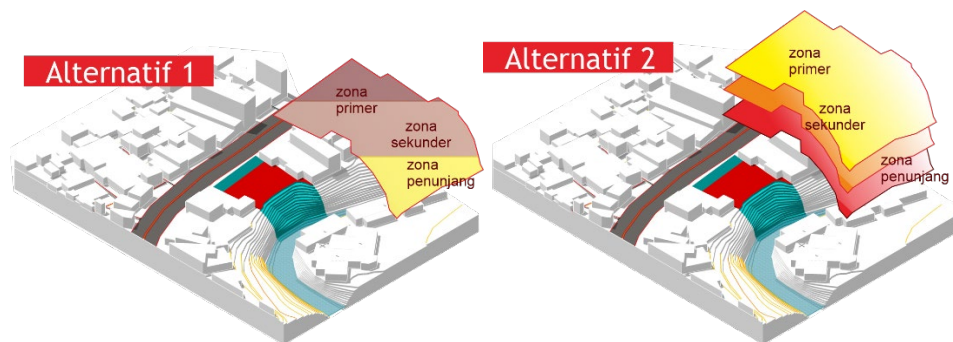 Alternatif 1
zona
primer
zona
sekunder
zona
penunjang
Alternatif 2
zona
primer
zona
sekunder
zona
penunjang